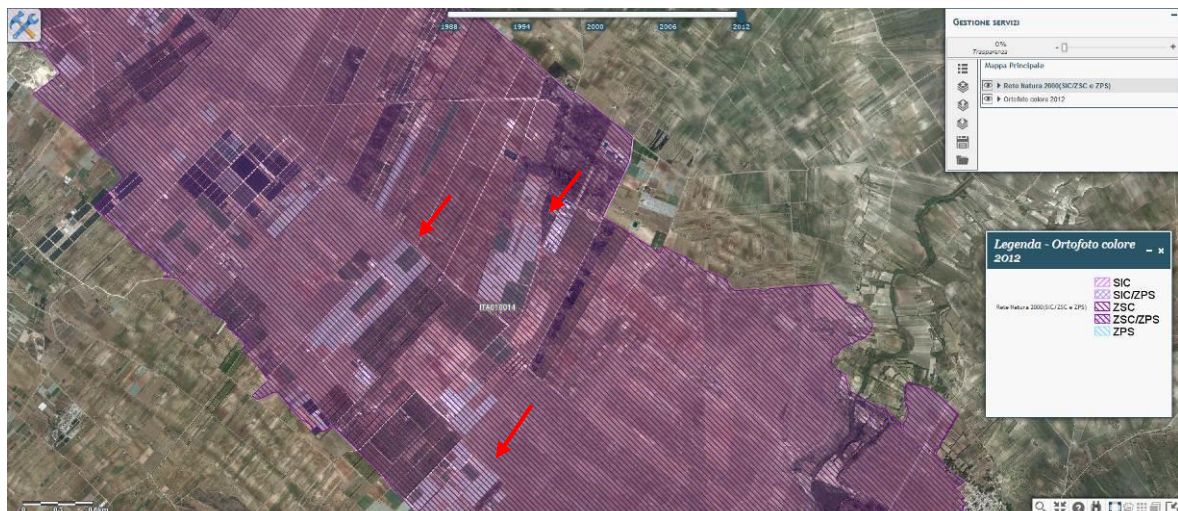 1988 1994 2000 2006 2012
GESTIONE SERVIZI
0%
Trasparenza
- +
Mappa Principale
Rete Natura 2000(SIC/ZSC e ZPS)
Ortofoto colore 2012
Legenda - Ortofoto colore
2012
Rete Natura 2000(SIC/ZSC e ZPS)
SIC
SIC/ZPS
ZSC
ZSC/ZPS
ZPS